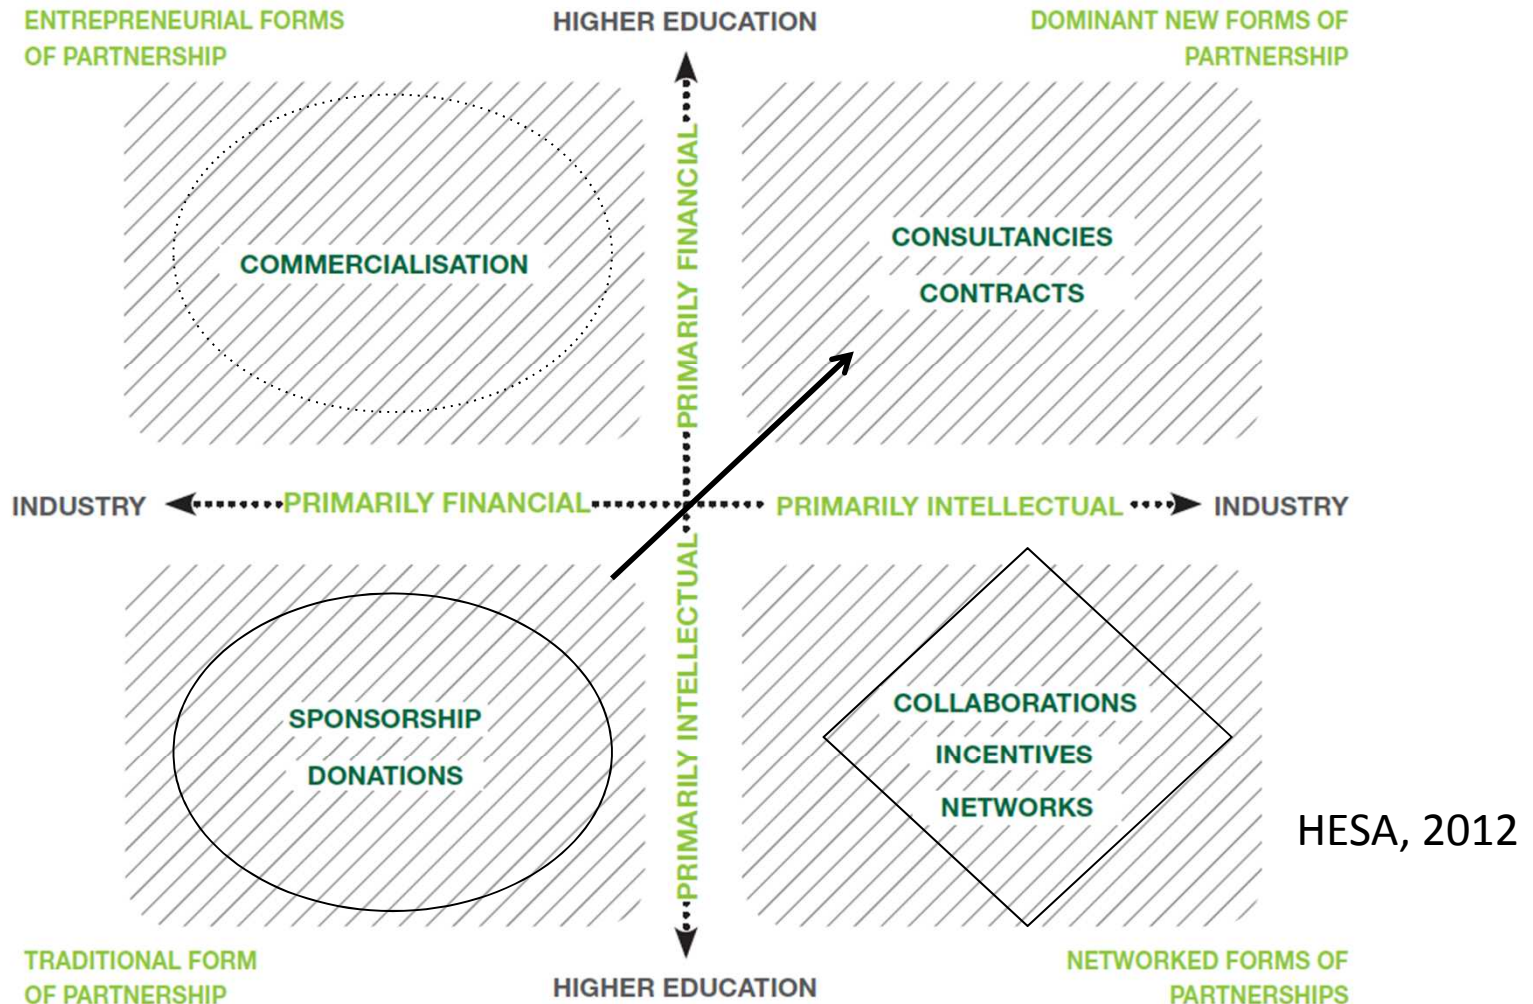 ENTREPRENEURIAL FORMS
OF PARTNERSHIP
HIGHER EDUCATION
DOMINANT NEW FORMS OF
PARTNERSHIP
COMMERCIALISATION
PRIMARILY FINANCIAL
CONSULTANCIES
CONTRACTS
INDUSTRY
PRIMARILY FINANCIAL
PRIMARILY INTELLECTUAL
INDUSTRY
SPONSORSHIP
DONATIONS
PRIMARILY INTELLECTUAL
COLLABORATIONS
INCENTIVES
NETWORKS
HESA, 2012
TRADITIONAL FORM
OF PARTNERSHIP
HIGHER EDUCATION
NETWORKED FORMS OF
PARTNERSHIPS